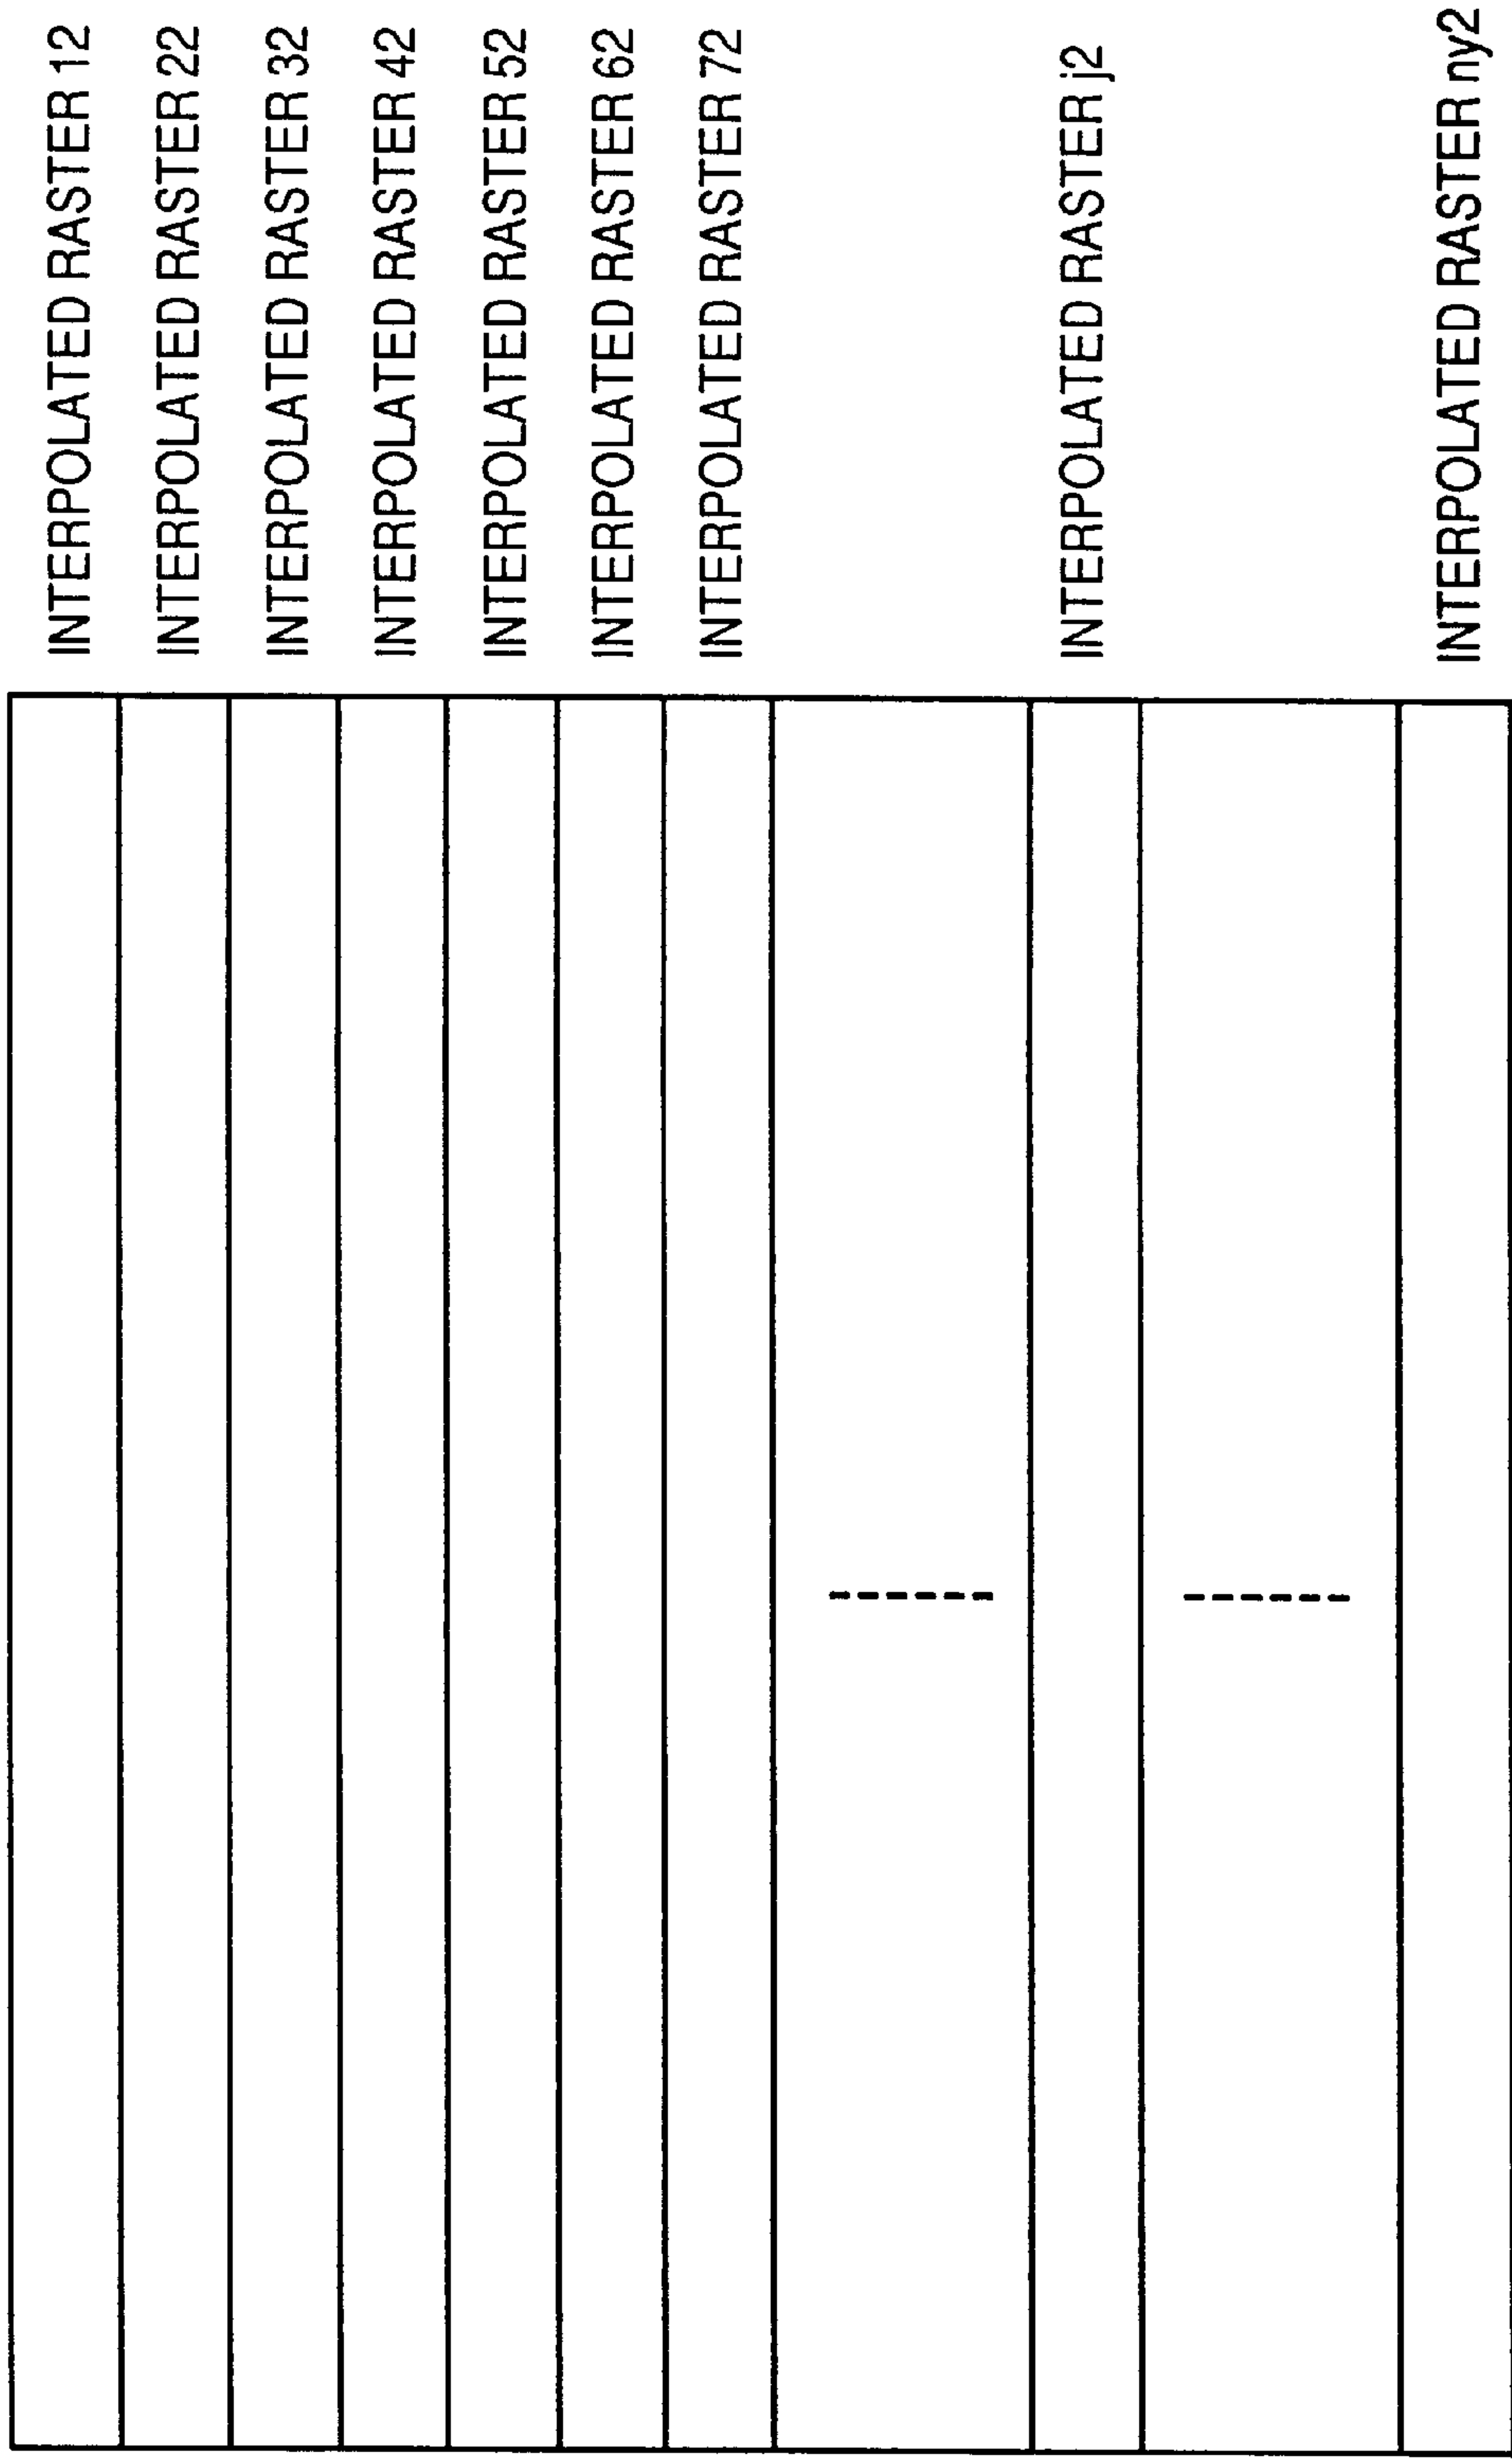 INTERPOLATED RASTER 12
INTERPOLATED RASTER 22
INTERPOLATED RASTER 32
INTERPOLATED RASTER 42
INTERPOLATED RASTER 52
INTERPOLATED RASTER 62
INTERPOLATED RASTER 72
INTERPOLATED RASTER j2
INTERPOLATED RASTER ny2